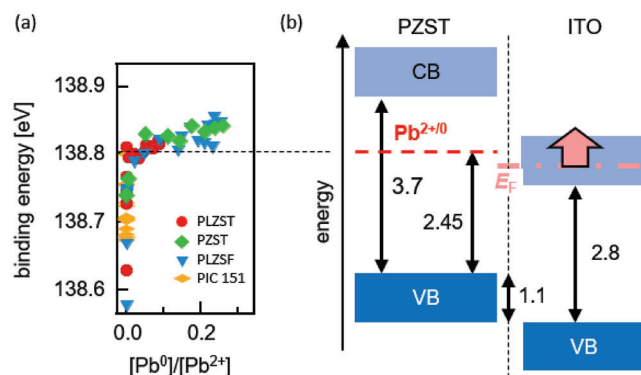 (a)
binding energy [eV]
138.9
138.8
138.7
138.6
PLZST
PZST
PLZSF
PIC 151
0.0
0.2
[Pb⁰]/[Pb²⁺]
(b)
PZST
ITO
energy
CB
Pb²⁺/⁰
E_F
3.7
2.45
2.8
VB
1.1
VB